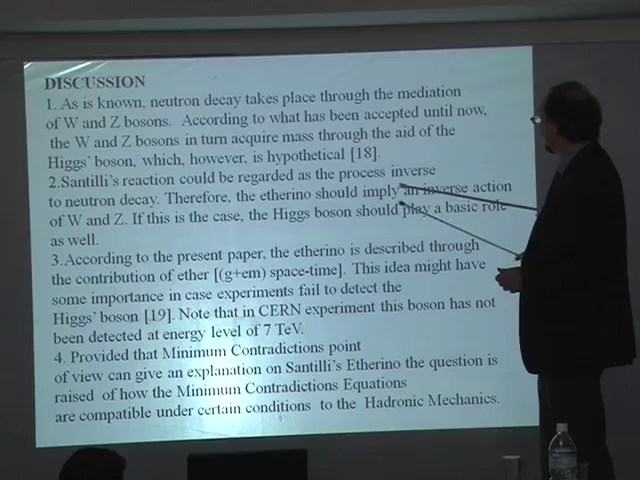 DISCUSSION
1. As is known, neutron decay takes place through the mediation
of W and Z bosons. According to what has been accepted until now,
the W and Z bosons in turn acquire mass through the aid of the
Higgs' boson, which, however, is hypothetical [18].
2.Santilli's reaction could be regarded as the process inverse
to neutron decay. Therefore, the etherino should imply an inverse action
of W and Z. If this is the case, the Higgs boson should play a basic role
as well.
3.According to the present paper, the etherino is described through
the contribution of ether [(g+em) space-time]. This idea might have
some importance in case experiments fail to detect the
Higgs' boson [19]. Note that in CERN experiment this boson has not
been detected at energy level of 7 TeV.
4. Provided that Minimum Contradictions point
of view can give an explanation on Santilli's Etherino the question is
raised of how the Minimum Contradictions Equations
are compatible under certain conditions to the Hadronic Mechanics.